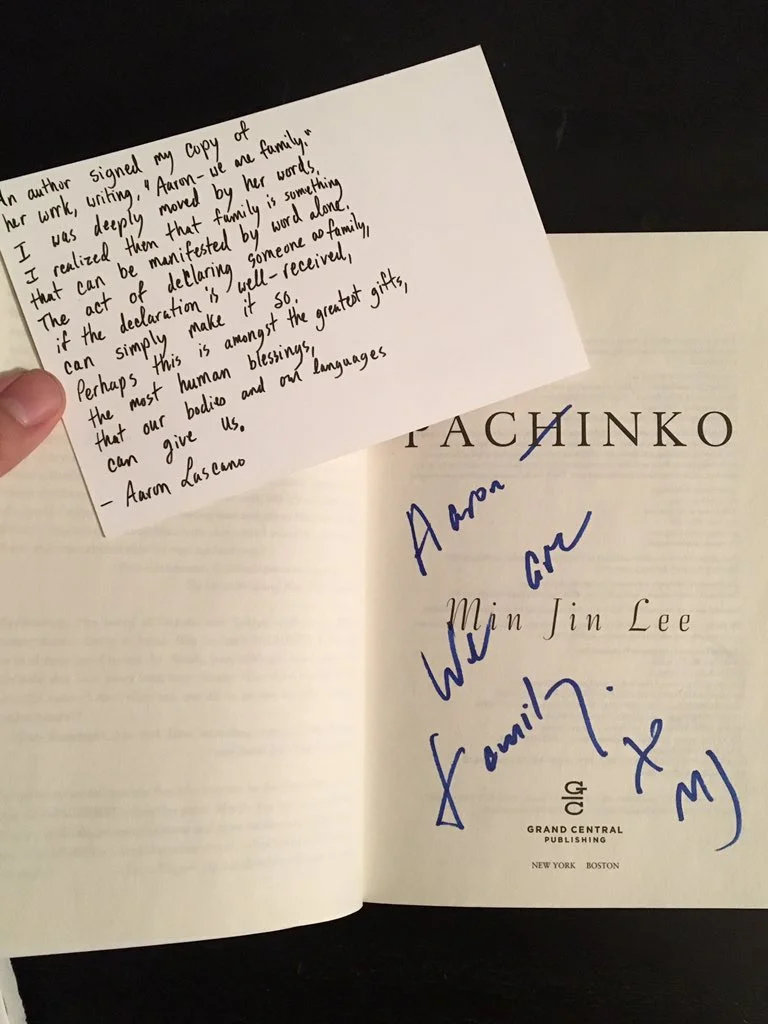 An author signed my copy of
her work, writing, "Aaron-we are family."
I was deeply moved by her words.
I realized then that family is something
that can be manifested by word alone.
The act of declaring someone as family,
if the declaration is well-received,
can simply make it so.
Perhaps this is amongst the greatest gifts,
the most human blessings,
that our bodies and our languages
can give us.
- Aaron Lascano
PACHINKO
Aaron
We are
Min Jin Lee
Family.
x MJ
GRAND CENTRAL
PUBLISHING
NEW YORK BOSTON